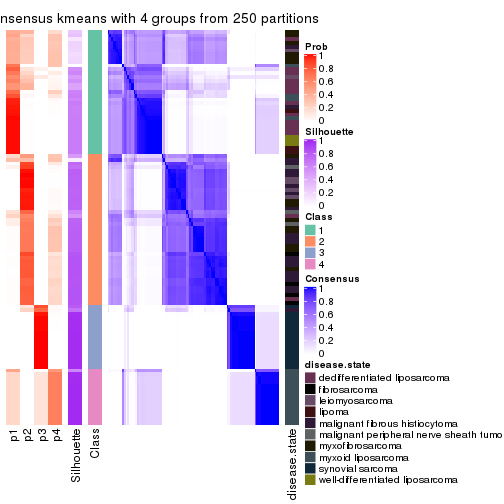 nsensus kmeans with 4 groups from 250 partitions
Prob
1
0.8
0.6
0.4
0.2
0
Silhouette
1
0.8
0.6
0.4
0.2
0
Class
1
2
3
4
Consensus
1
0.8
0.6
0.4
0.2
0
disease.state
dedifferentiated liposarcoma
fibrosarcoma
leiomyosarcoma
lipoma
malignant fibrous histiocytoma
malignant peripheral nerve sheath tumo
myxofibrosarcoma
myxoid liposarcoma
synovial sarcoma
well-differentiated liposarcoma
p1
p2
p3
p4
Silhouette
Class
disease.state